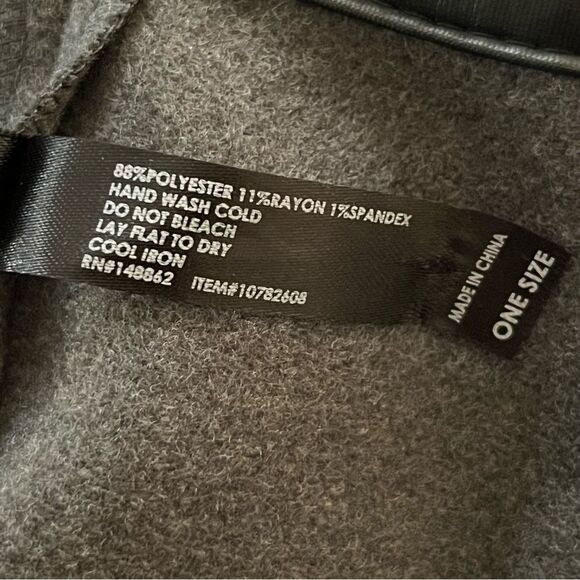 88%POLYESTER 11%RAYON 1%SPANDEX
HAND WASH COLD
DO NOT BLEACH
LAY FLAT TO DRY
COOL IRON
RN#148862 ITEM#10782608
MADE IN CHINA
ONE SIZE